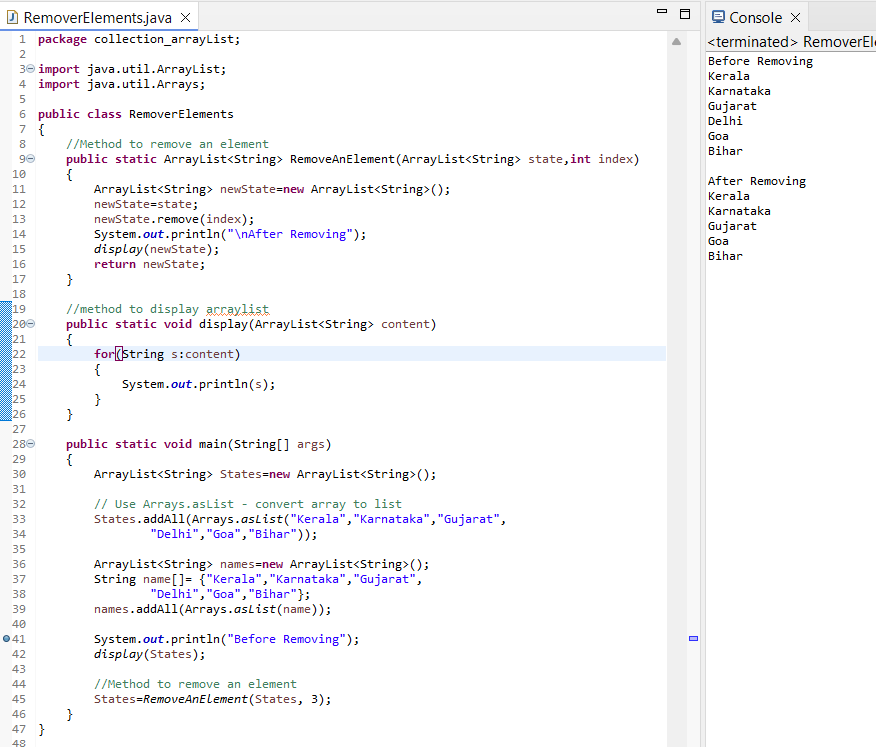 RemoverElements.java
1 package collection_arrayList;
2
3 import java.util.ArrayList;
4 import java.util.Arrays;
5
6 public class RemoverElements
7 {
8     //Method to remove an element
9     public static ArrayList<String> RemoveAnElement(ArrayList<String> state,int index)
10     {
11         ArrayList<String> newState=new ArrayList<String>();
12         newState=state;
13         newState.remove(index);
14         System.out.println("\nAfter Removing");
15         display(newState);
16         return newState;
17     }
18
19     //method to display arraylist
20     public static void display(ArrayList<String> content)
21     {
22         for(String s:content)
23         {
24             System.out.println(s);
25         }
26     }
27
28     public static void main(String[] args)
29     {
30         ArrayList<String> States=new ArrayList<String>();
31
32         // Use Arrays.asList - convert array to list
33         States.addAll(Arrays.asList("Kerala","Karnataka","Gujarat",
34                 "Delhi","Goa","Bihar"));
35
36         ArrayList<String> names=new ArrayList<String>();
37         String name[]= {"Kerala","Karnataka","Gujarat",
38                 "Delhi","Goa","Bihar"};
39         names.addAll(Arrays.asList(name));
40
41         System.out.println("Before Removing");
42         display(States);
43
44         //Method to remove an element
45         States=RemoveAnElement(States, 3);
46     }
47 }
48
Console
<terminated> RemoverEl
Before Removing
Kerala
Karnataka
Gujarat
Delhi
Goa
Bihar

After Removing
Kerala
Karnataka
Gujarat
Goa
Bihar